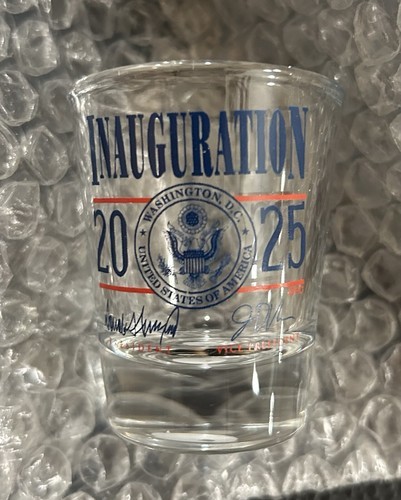 INAUGURATION
20 25
WASHINGTON, D.C.
UNITED STATES OF AMERICA